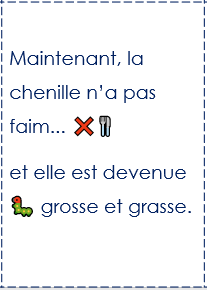 Maintenant, la
chenille n’a pas
faim... ❌🍴
et elle est devenue
🐛 grosse et grasse.